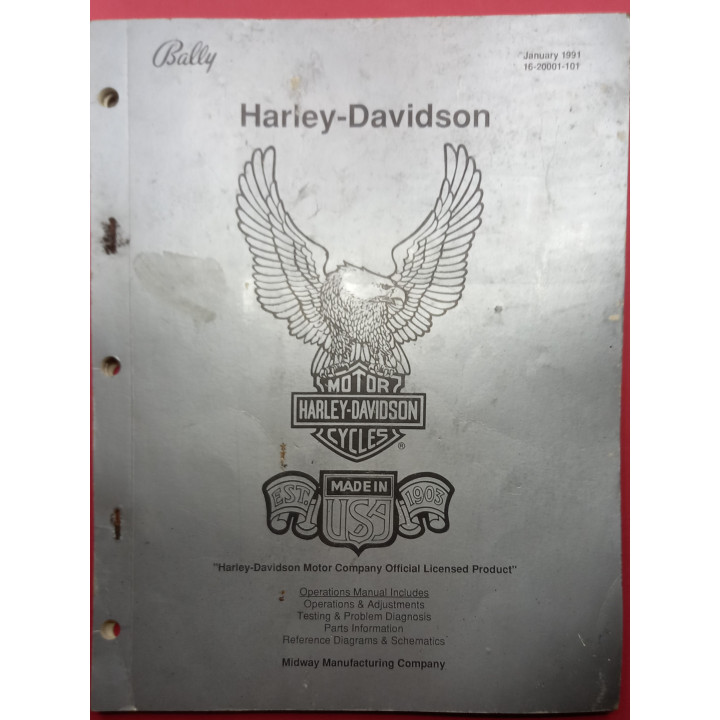 Bally
January 1991
16-20001-101
Harley-Davidson
MOTOR
HARLEY-DAVIDSON
CYCLES
®
EST. MADE IN 1903
USA
"Harley-Davidson Motor Company Official Licensed Product"
Operations Manual Includes
Operations & Adjustments
Testing & Problem Diagnosis
Parts Information
Reference Diagrams & Schematics
Midway Manufacturing Company